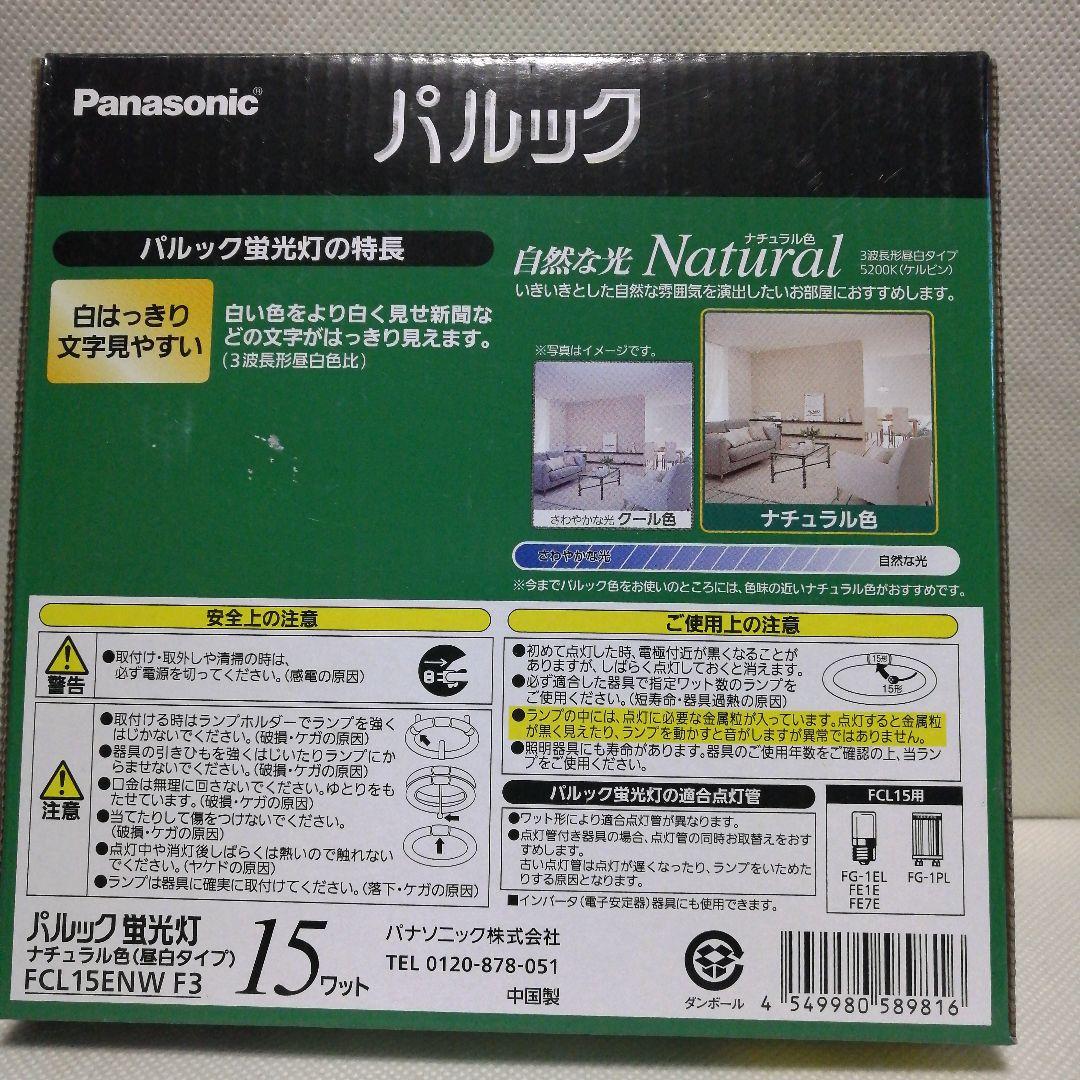 Panasonic®
パルック
パルック蛍光灯の特長
白はっきり
文字見やすい
白い色をより白く見せ新聞な
どの文字がはっきり見えます。
(3波長形昼白色比)
ナチュラル色
自然な光 Natural
3波長形昼白タイプ
5200K(ケルビン)
いきいきとした自然な雰囲気を演出したいお部屋におすすめします。
※写真はイメージです。
さわやかな光 クール色
ナチュラル色
さわやかな光
自然な光
※今までパルック色をお使いのところには、色味の近いナチュラル色がおすすめです。
安全上の注意
警告
●取付け・取外しや清掃の時は、
必ず電源を切ってください。(感電の原因)
注意
●取付ける時はランプホルダーでランプを強く
はじかないでください。(破損・ケガの原因)
●器具の引きひもを強くはじいたりランプにか
らませないでください。(破損・ケガの原因)
●口金は無理に回さないでください。ゆとりをも
たせています。(破損・ケガの原因)
●当てたりして傷をつけないでください。
(破損・ケガの原因)
●点灯中や消灯後しばらくは熱いので触れない
でください。(ヤケドの原因)
●ランプは器具に確実に取付けてください。(落下・ケガの原因)
ご使用上の注意
●初めて点灯した時、電極付近が黒くなることが
ありますが、しばらく点灯しておくと消えます。
●必ず適合した器具で指定ワット数のランプを
ご使用ください。(短寿命・器具過熱の原因)
15形
15形
●ランプの中には、点灯に必要な金属粒が入っています。点灯すると金属粒
が黒く見えたり、ランプを動かすと音がしますが異常ではありません。
●照明器具にも寿命があります。器具のご使用年数をご確認の上、当ラン
プをご使用ください。
パルック蛍光灯の適合点灯管
●ワット形により適合点灯管が異なります。
●点灯管付き器具の場合、点灯管の同時お取替えをおす
すめします。
古い点灯管は点灯が遅くなったり、ランプをいためた
りする原因となります。
■インバータ(電子安定器)器具にも使用できます。
FCL15用
FG-1EL
FE1E
FE7E
FG-1PL
パルック 蛍光灯
ナチュラル色(昼白タイプ)
FCL15ENW F3
15ワット
パナソニック株式会社
TEL 0120-878-051
中国製
ダンボール
4 549980 589816